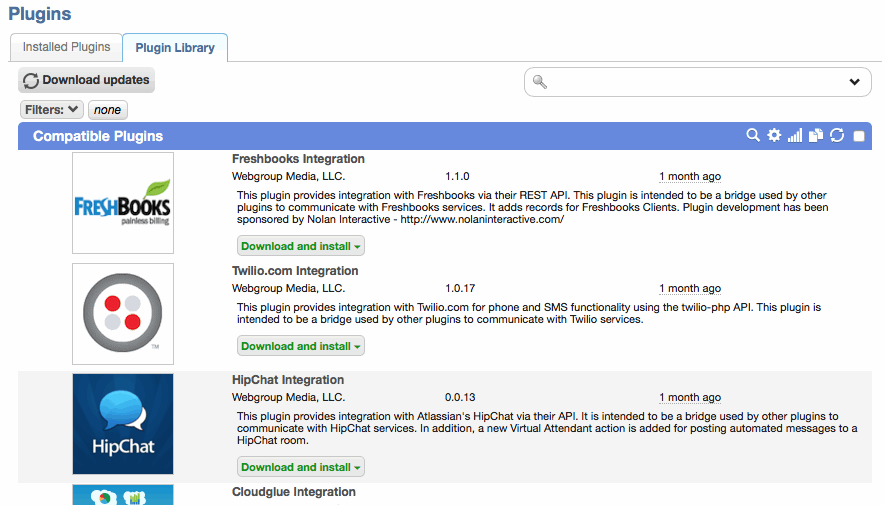 Plugins
Installed Plugins
Plugin Library
Download updates
Filters:
none
Compatible Plugins
FRESHBOOKS
painless billing
Freshbooks Integration
Webgroup Media, LLC. 1.1.0 1 month ago
This plugin provides integration with Freshbooks via their REST API. This plugin is intended to be a bridge used by other
plugins to communicate with Freshbooks services. It adds records for Freshbooks Clients. Plugin development has been
sponsored by Nolan Interactive - http://www.nolaninteractive.com/
Download and install
TM
Twilio.com Integration
Webgroup Media, LLC. 1.0.17 1 month ago
This plugin provides integration with Twilio.com for phone and SMS functionality using the twilio-php API. This plugin is
intended to be a bridge used by other plugins to communicate with Twilio services.
Download and install
HipChat
HipChat Integration
Webgroup Media, LLC. 0.0.13 1 month ago
This plugin provides integration with Atlassian's HipChat via their API. It is intended to be a bridge used by other plugins to
communicate with HipChat services. In addition, a new Virtual Attendant action is added for posting automated messages to a
HipChat room.
Download and install
Cloudglue Integration